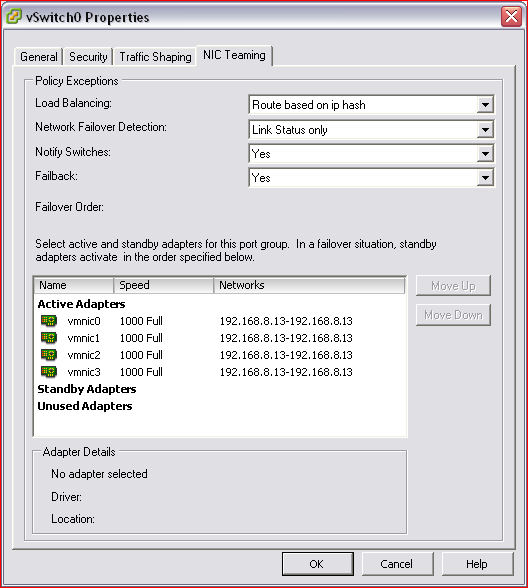 vSwitch0 Properties
General Security Traffic Shaping NIC Teaming
Policy Exceptions
Load Balancing: Route based on ip hash
Network Failover Detection: Link Status only
Notify Switches: Yes
Failback: Yes
Failover Order:
Select active and standby adapters for this port group. In a failover situation, standby
adapters activate in the order specified below.
Name Speed Networks
Move Up
Active Adapters
vmnic0 1000 Full 192.168.8.13-192.168.8.13
Move Down
vmnic1 1000 Full 192.168.8.13-192.168.8.13
vmnic2 1000 Full 192.168.8.13-192.168.8.13
vmnic3 1000 Full 192.168.8.13-192.168.8.13
Standby Adapters
Unused Adapters
Adapter Details
No adapter selected
Driver:
Location:
OK Cancel Help